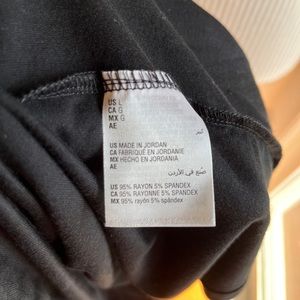 US L
CA G
MX G
AE
كبير
US MADE IN JORDAN
CA FABRIQUÉ EN JORDANIE
MX HECHO EN JORDANIA
AE
صُنع في الأردن
US 95% RAYON 5% SPANDEX
CA 95% RAYONNE 5% SPANDEX
MX 95% rayón 5% spándex